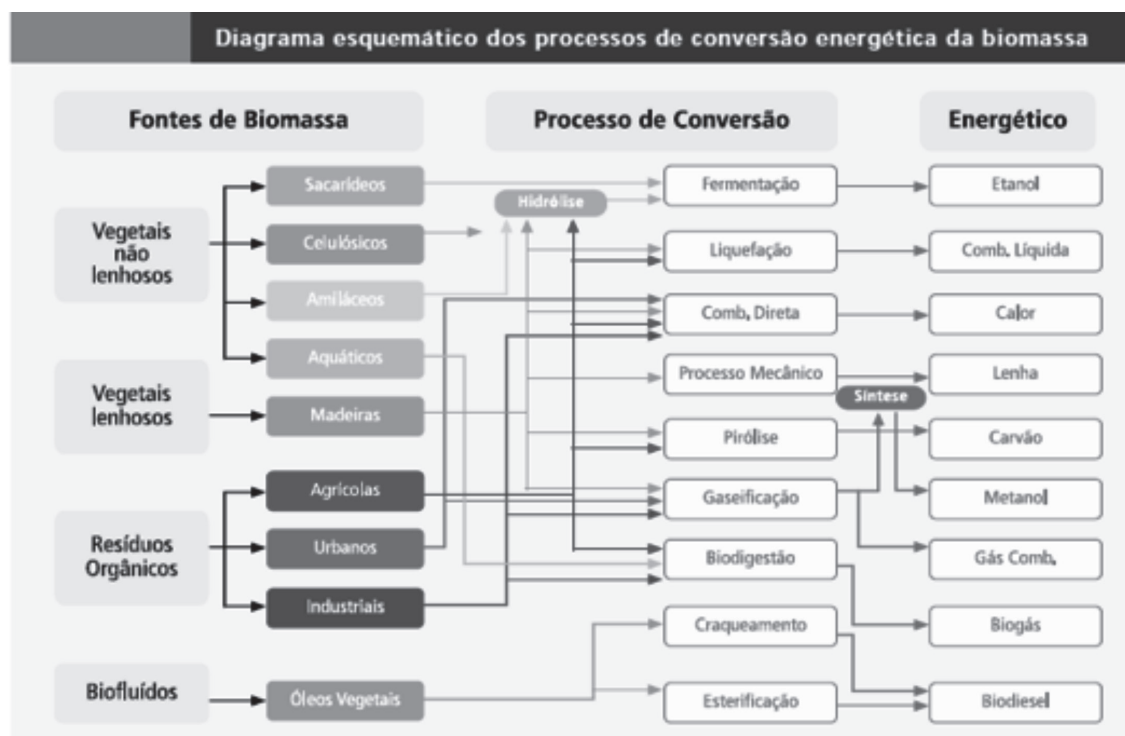 Diagrama esquemático dos processos de conversão energética da biomassa
Fontes de Biomassa
Processo de Conversão
Energético
Vegetais
não
lenhosos
Sacarídeos
Celulósicos
Amiláceos
Aquáticos
Vegetais
lenhosos
Madeiras
Resíduos
Orgânicos
Agrícolas
Urbanos
Industriais
Biofluídos
Óleos Vegetais
Hidrólise
Fermentação
Liquefação
Comb. Direta
Processo Mecânico
Pirólise
Gaseificação
Biodigestão
Craqueamento
Esterificação
Síntese
Etanol
Comb. Líquida
Calor
Lenha
Carvão
Metanol
Gás Comb.
Biogás
Biodiesel